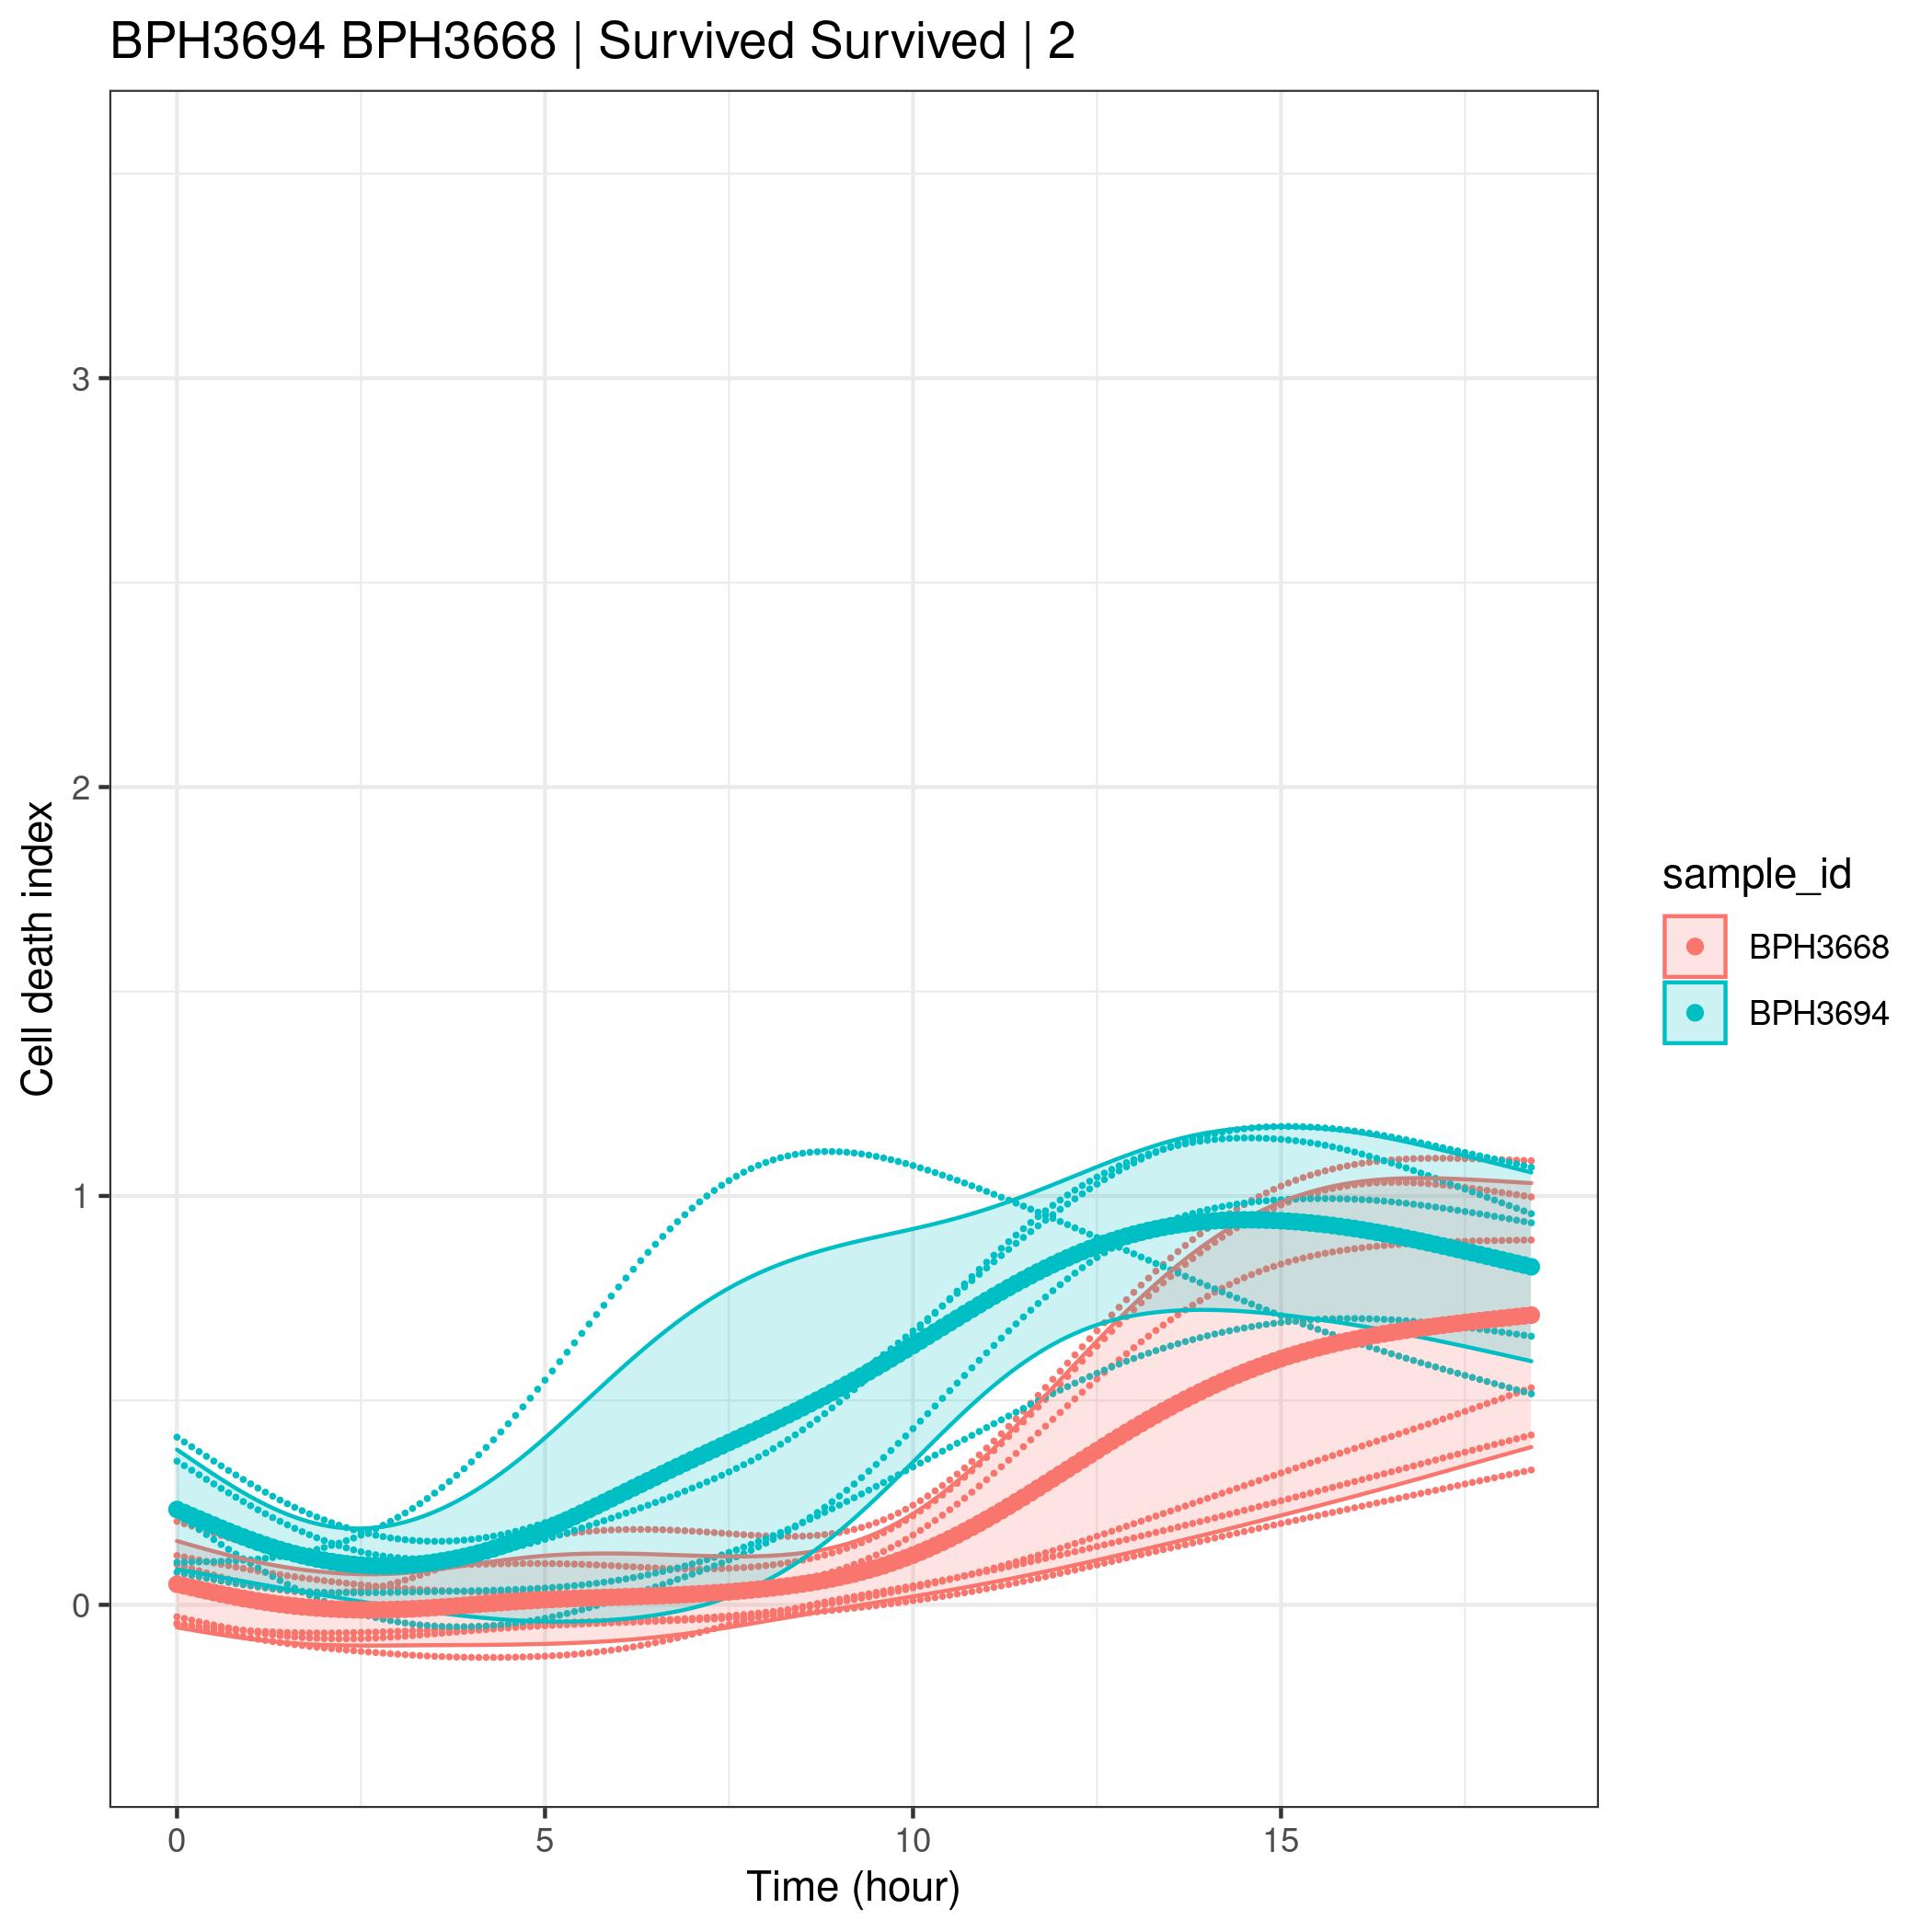 BPH3694 BPH3668 | Survived Survived | 2
3
2
1
0
Cell death index
0 5 10 15
Time (hour)
sample_id
BPH3668
BPH3694